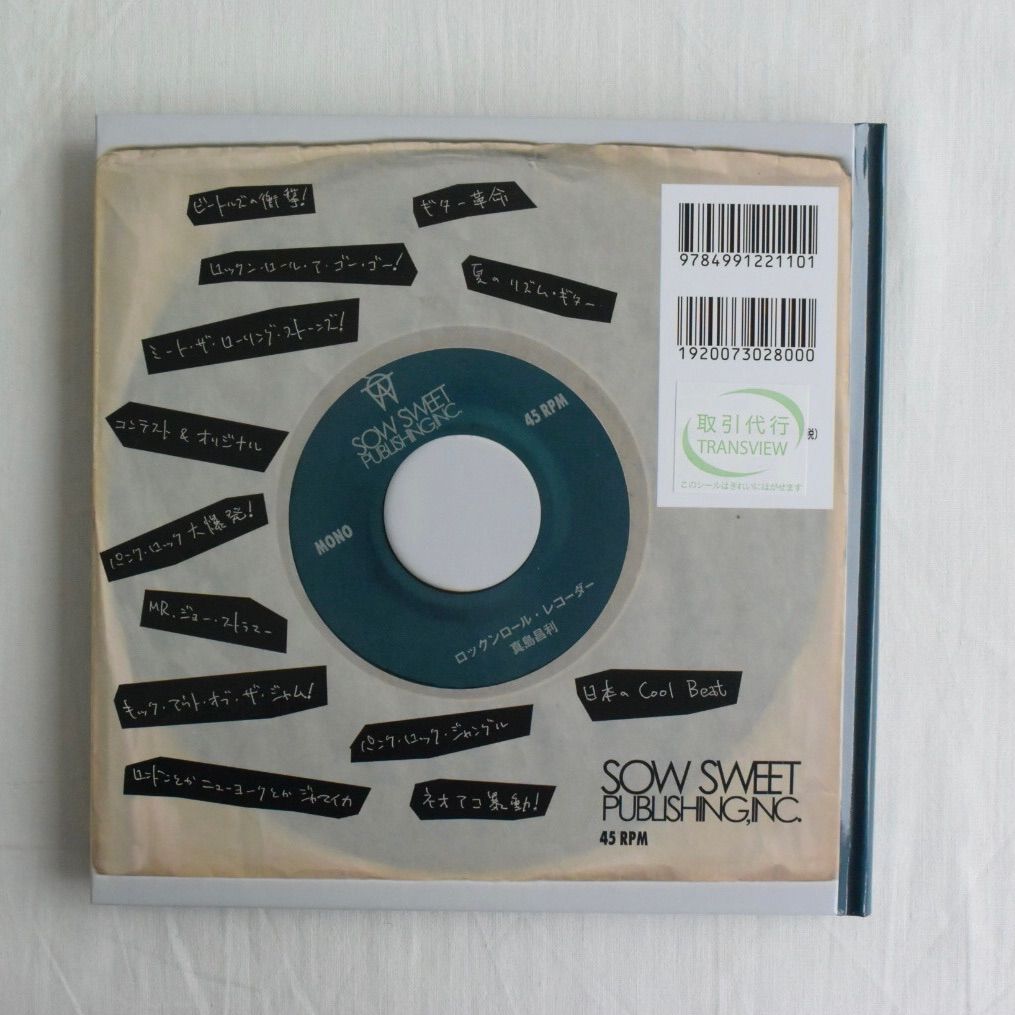 ビートルズの衝撃!
ギター革命
ロックン・ロール・ア・ゴー・ゴー!
夏のリズム・ギター
ミート・ザ・ローリング・ストーンズ!
コンテスト & オリジナル
パンク・ロック大爆発!
MR.ジョー・ストラマー
キック・アウト・オブ・ザ・ジャム!
パンク・ロック・ジャングル
ロンドンとかニューヨークとかジャマイカ
ネオアコ暴動!
日本の Cool Beat
SOW SWEET
PUBLISHING,INC.
45 RPM
MONO
ロックンロール・レコーダー
真島昌利
9784991221101
1920073028000
取引代行
TRANSVIEW
税)
このシールはきれいにはがせます
SOW SWEET
PUBLISHING,INC.
45 RPM